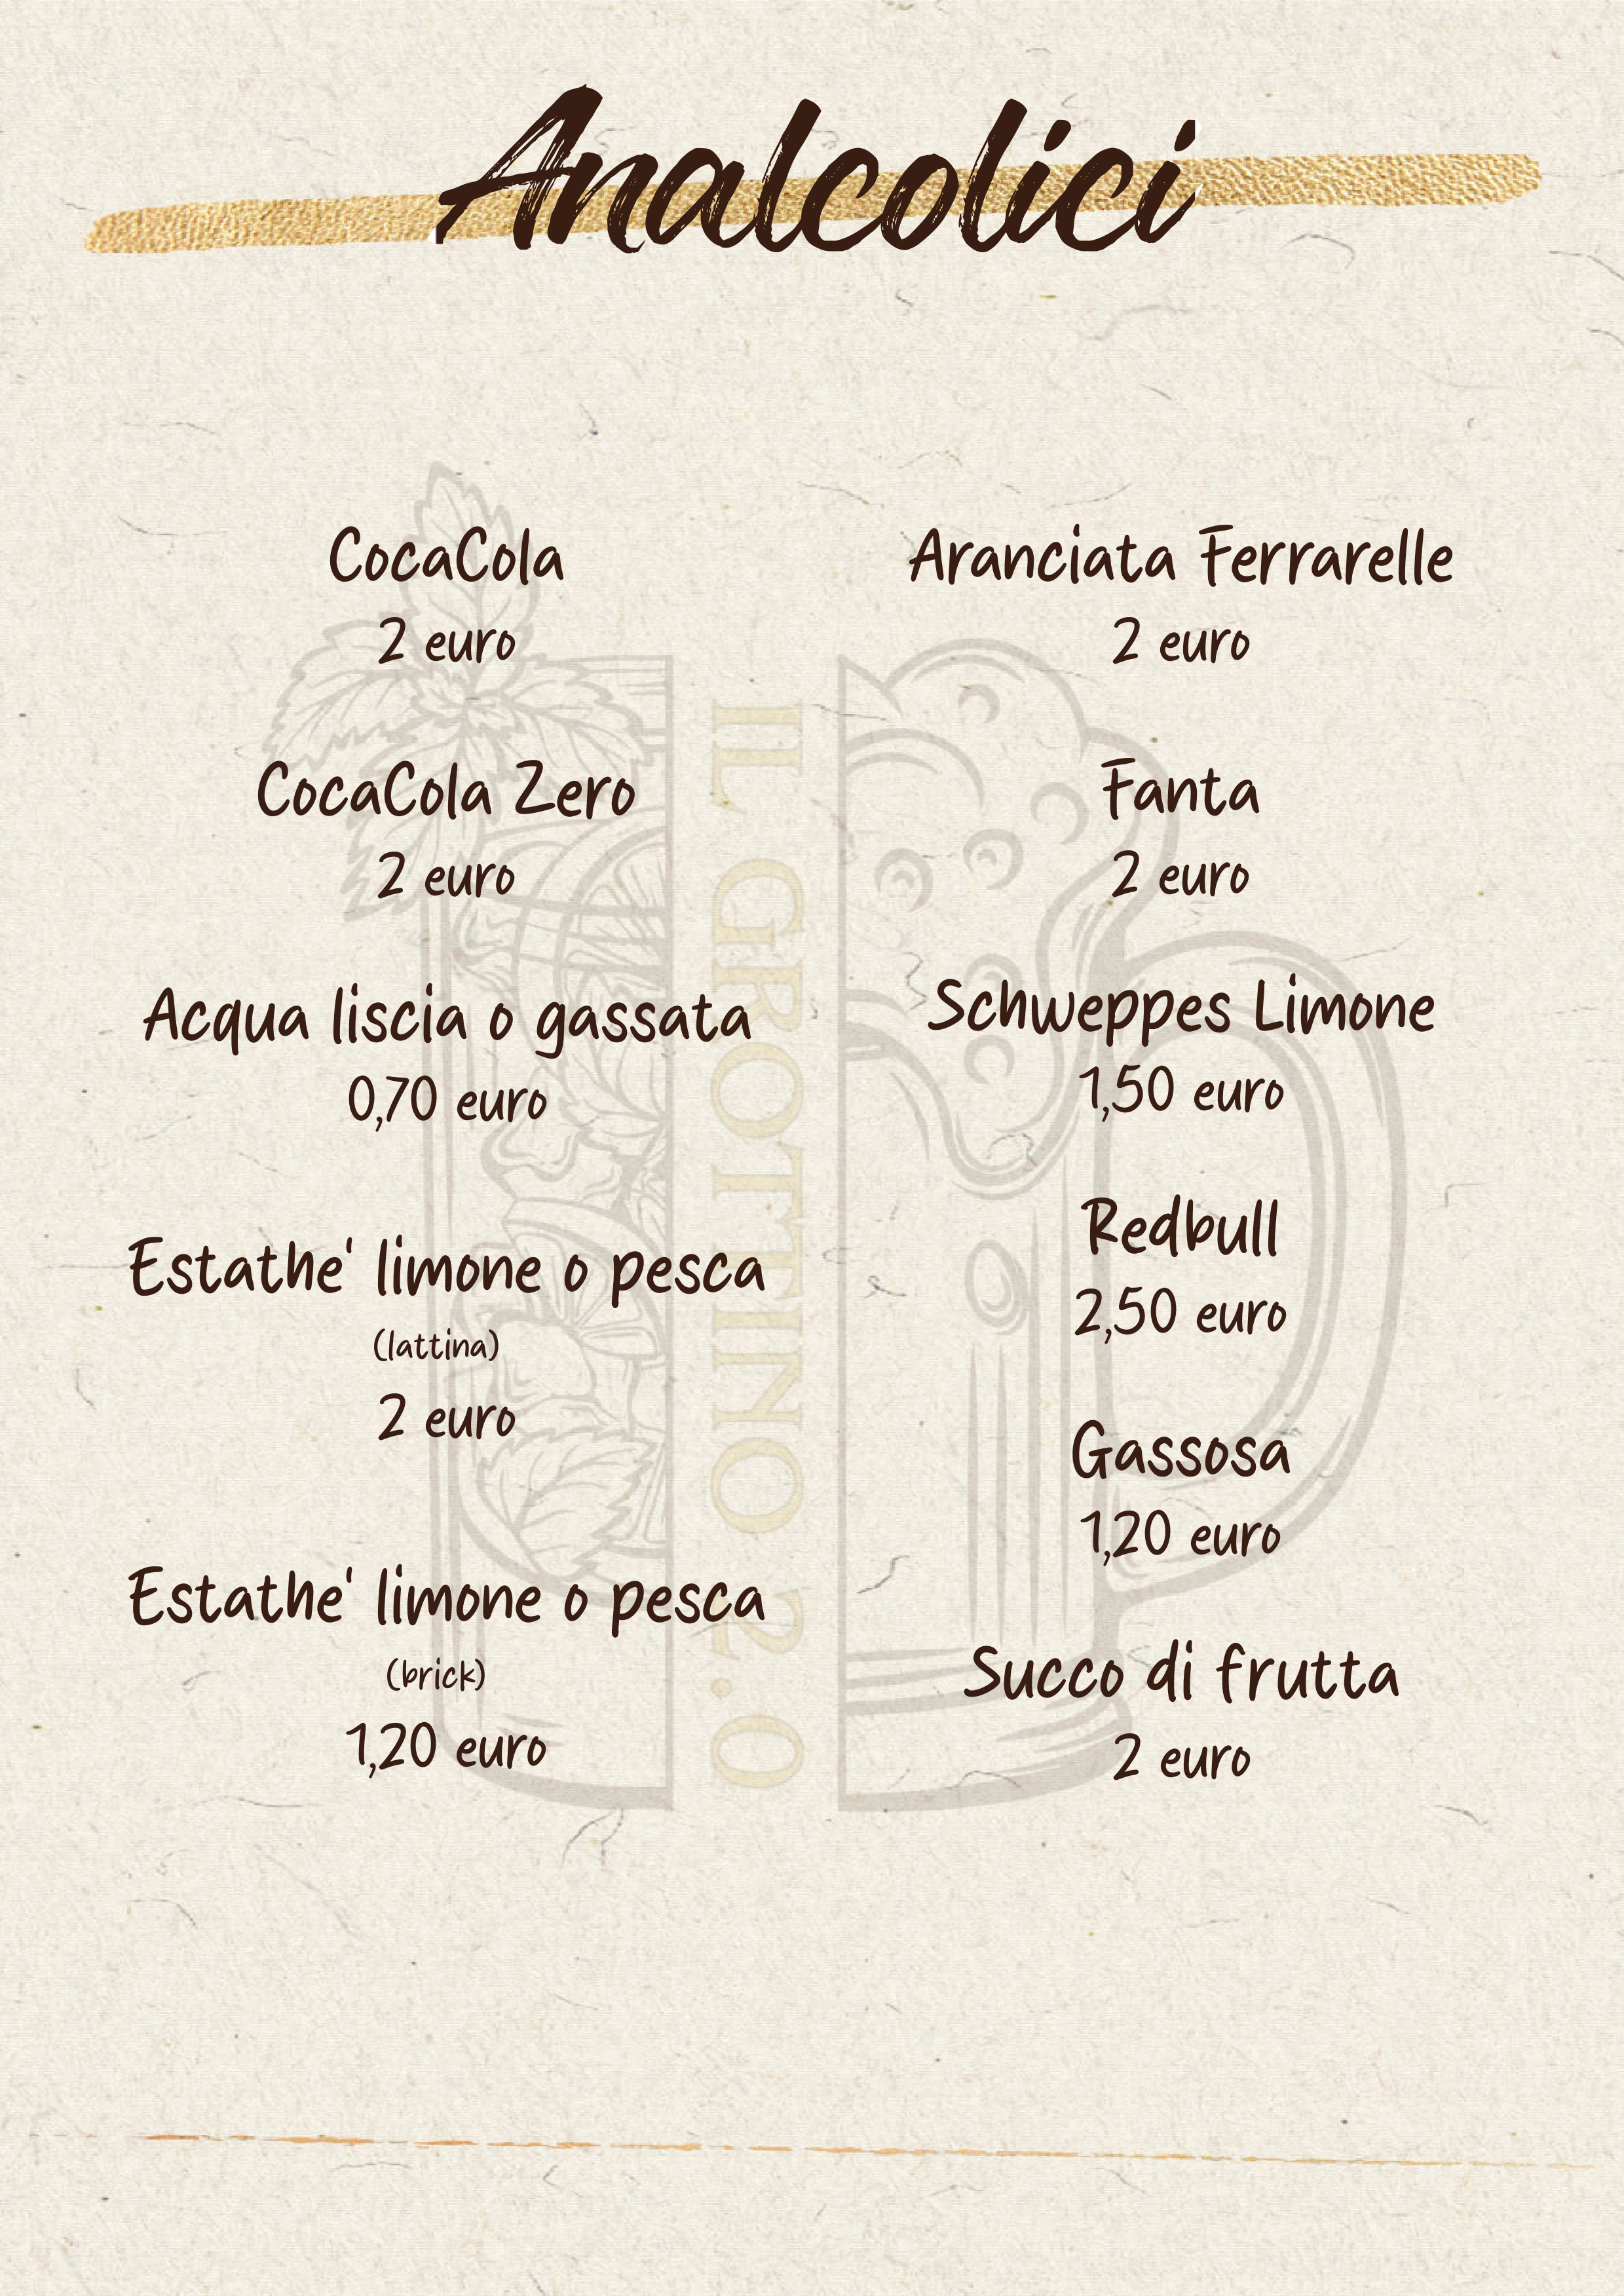 Analcolici
CocaCola
2 euro
CocaCola Zero
2 euro
Acqua liscia o gassata
0,70 euro
Estathe' limone o pesca
(lattina)
2 euro
Estathe' limone o pesca
(brick)
1,20 euro
Aranciata Ferrarelle
2 euro
Fanta
2 euro
Schweppes Limone
1,50 euro
Redbull
2,50 euro
Gassosa
1,20 euro
Succo di frutta
2 euro
IL GROTTINO 2.0